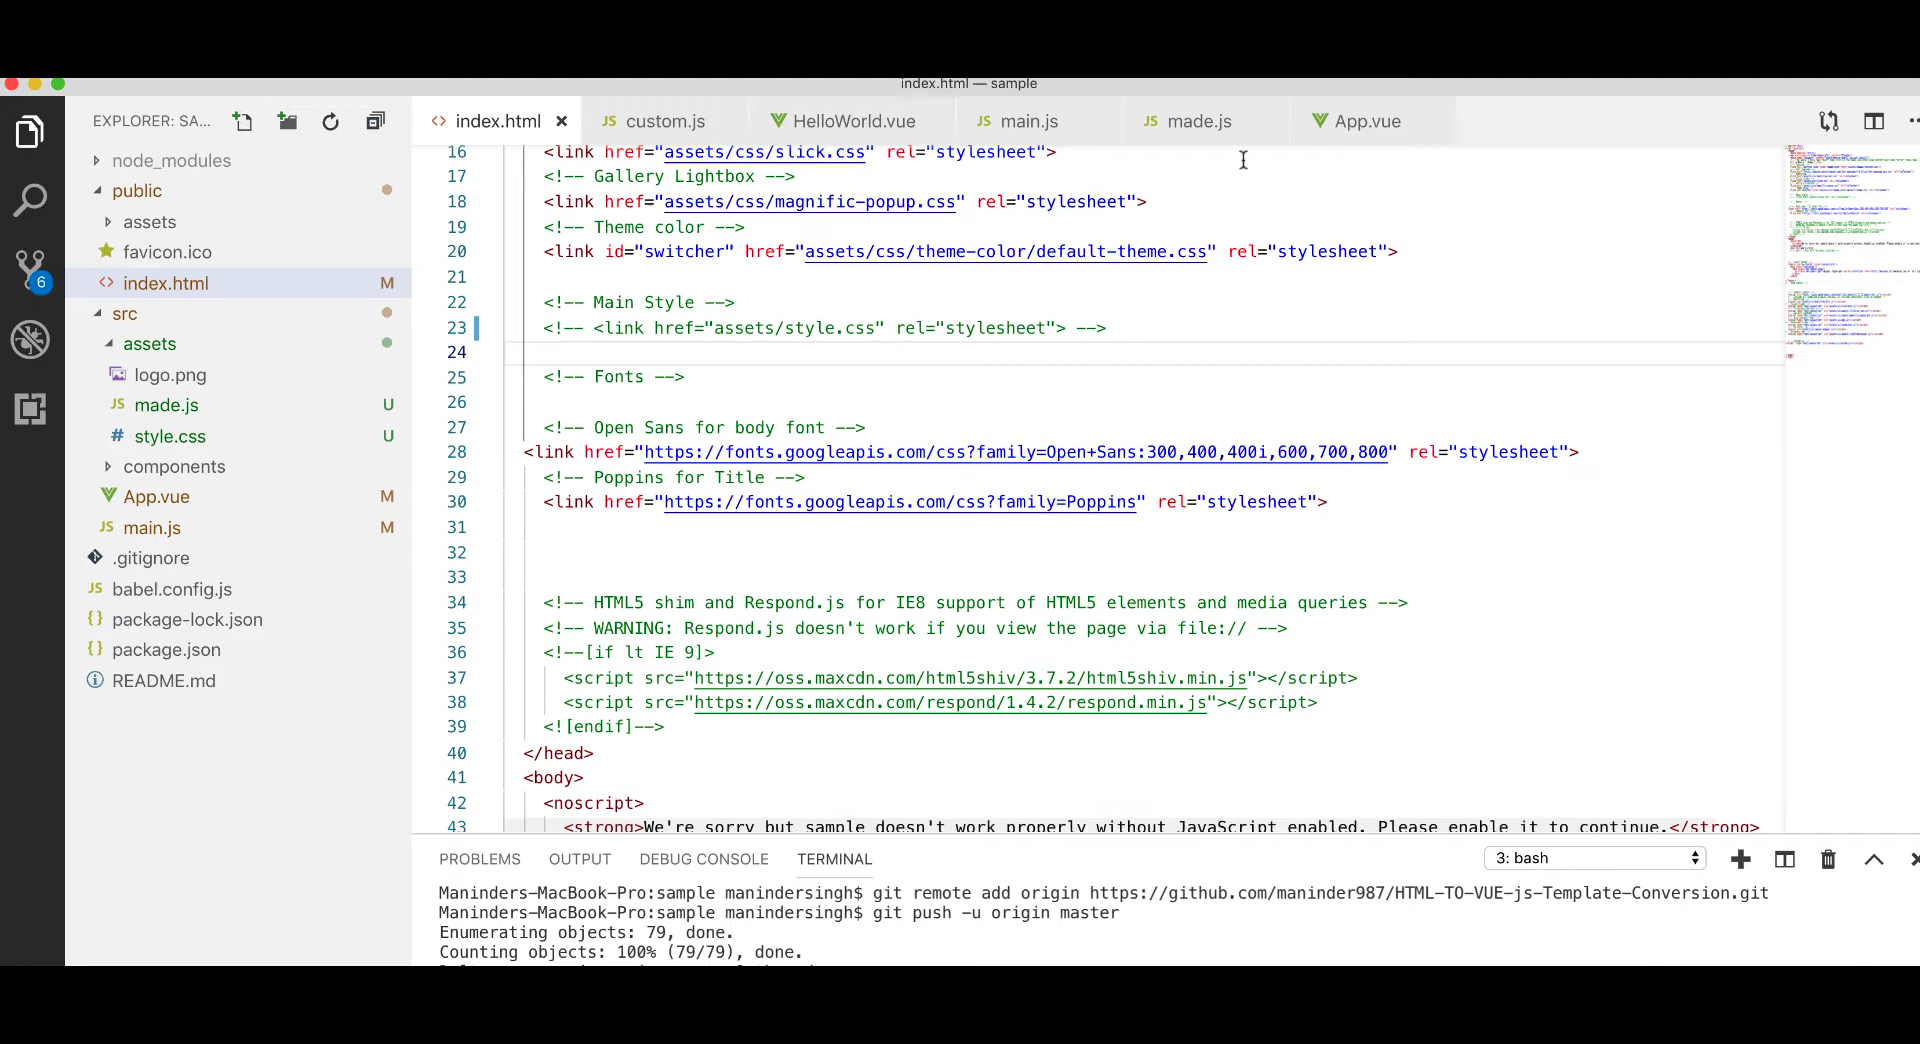 index.html — sample
EXPLORER: SA...
index.html
JS custom.js
HelloWorld.vue
JS main.js
JS made.js
App.vue
node_modules
public
assets
favicon.ico
index.html M
src
assets
logo.png
JS made.js U
# style.css U
components
App.vue M
JS main.js M
.gitignore
JS babel.config.js
{} package-lock.json
{} package.json
README.md
6
16 <link href="assets/css/slick.css" rel="stylesheet">
17 <!-- Gallery Lightbox -->
18 <link href="assets/css/magnific-popup.css" rel="stylesheet">
19 <!-- Theme color -->
20 <link id="switcher" href="assets/css/theme-color/default-theme.css" rel="stylesheet">
21
22 <!-- Main Style -->
23 <!-- <link href="assets/style.css" rel="stylesheet"> -->
24
25 <!-- Fonts -->
26
27 <!-- Open Sans for body font -->
28 <link href="https://fonts.googleapis.com/css?family=Open+Sans:300,400,400i,600,700,800" rel="stylesheet">
29 <!-- Poppins for Title -->
30 <link href="https://fonts.googleapis.com/css?family=Poppins" rel="stylesheet">
31
32
33
34 <!-- HTML5 shim and Respond.js for IE8 support of HTML5 elements and media queries -->
35 <!-- WARNING: Respond.js doesn't work if you view the page via file:// -->
36 <!--[if lt IE 9]>
37 <script src="https://oss.maxcdn.com/html5shiv/3.7.2/html5shiv.min.js"></script>
38 <script src="https://oss.maxcdn.com/respond/1.4.2/respond.min.js"></script>
39 <![endif]-->
40 </head>
41 <body>
42 <noscript>
43 <strong>We're sorry but sample doesn't work properly without JavaScript enabled. Please enable it to continue.</strong>
PROBLEMS OUTPUT DEBUG CONSOLE TERMINAL 3: bash
Maninders-MacBook-Pro:sample manindersingh$ git remote add origin https://github.com/maninder987/HTML-TO-VUE-js-Template-Conversion.git
Maninders-MacBook-Pro:sample manindersingh$ git push -u origin master
Enumerating objects: 79, done.
Counting objects: 100% (79/79), done.